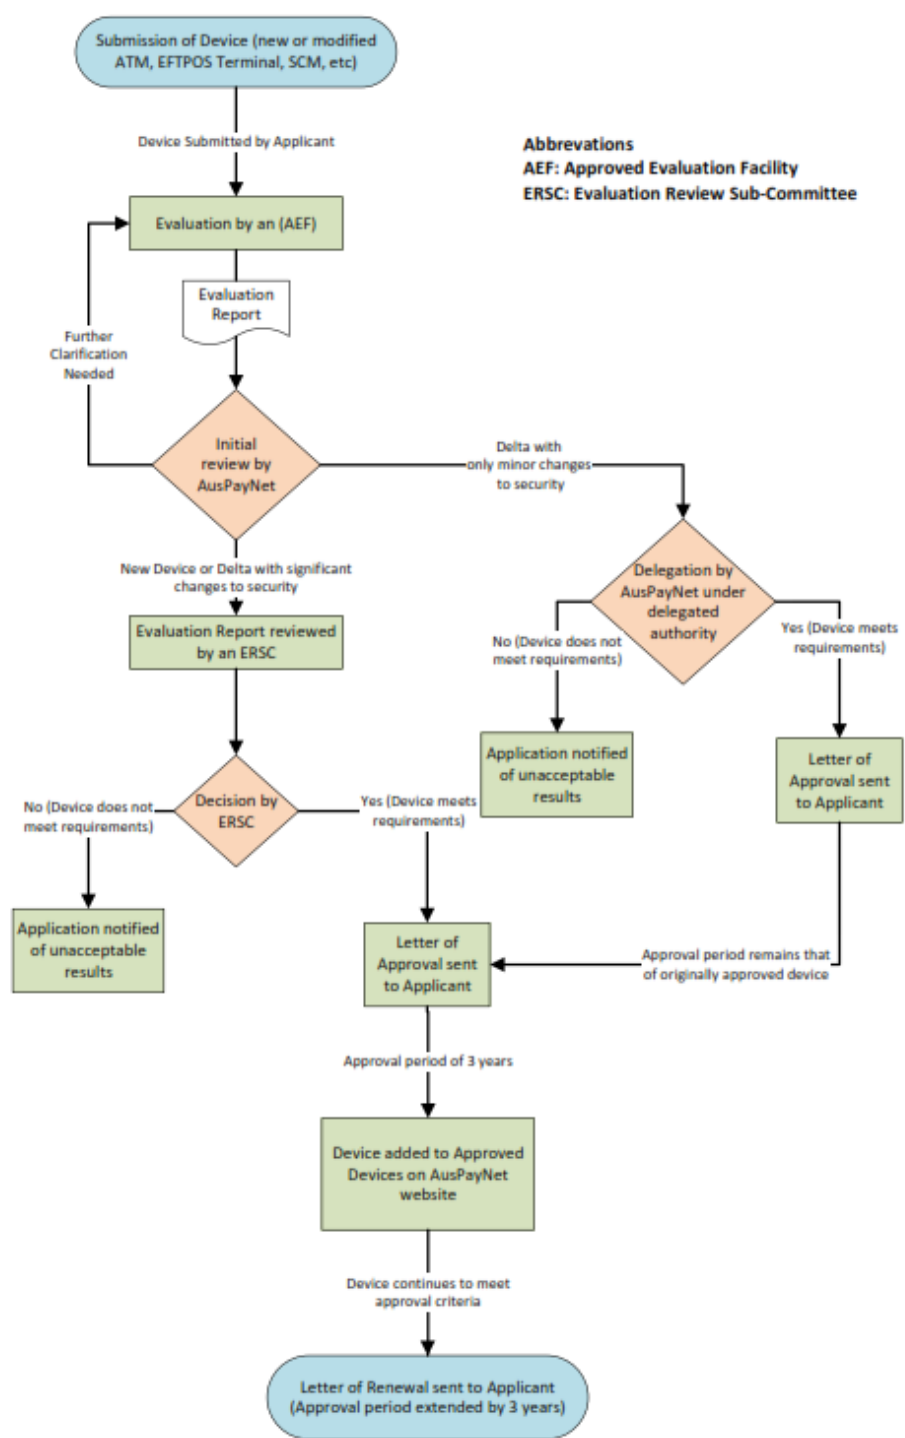 Submission of Device (new or modified
ATM, EFTPOS Terminal, SCM, etc)
Device Submitted by Applicant
Abbrevations
AEF: Approved Evaluation Facility
ERSC: Evaluation Review Sub-Committee
Evaluation by an (AEF)
Evaluation
Report
Further
Clarification
Needed
Initial
review by
AusPayNet
Delta with
only minor changes
to security
New Device or Delta with significant
changes to security
Delegation by
AusPayNet under
delegated
authority
Evaluation Report reviewed
by an ERSC
No (Device does not
meet requirements)
Yes (Device meets
requirements)
Application notified
of unacceptable
results
Letter of
Approval sent
to Applicant
Decision by
ERSC
No (Device does not
meet requirements)
Yes (Device meets
requirements)
Application notified
of unacceptable
results
Letter of
Approval sent
to Applicant
Approval period remains that
of originally approved device
Approval period of 3 years
Device added to Approved
Devices on AusPayNet
website
Device continues to meet
approval criteria
Letter of Renewal sent to Applicant
(Approval period extended by 3 years)